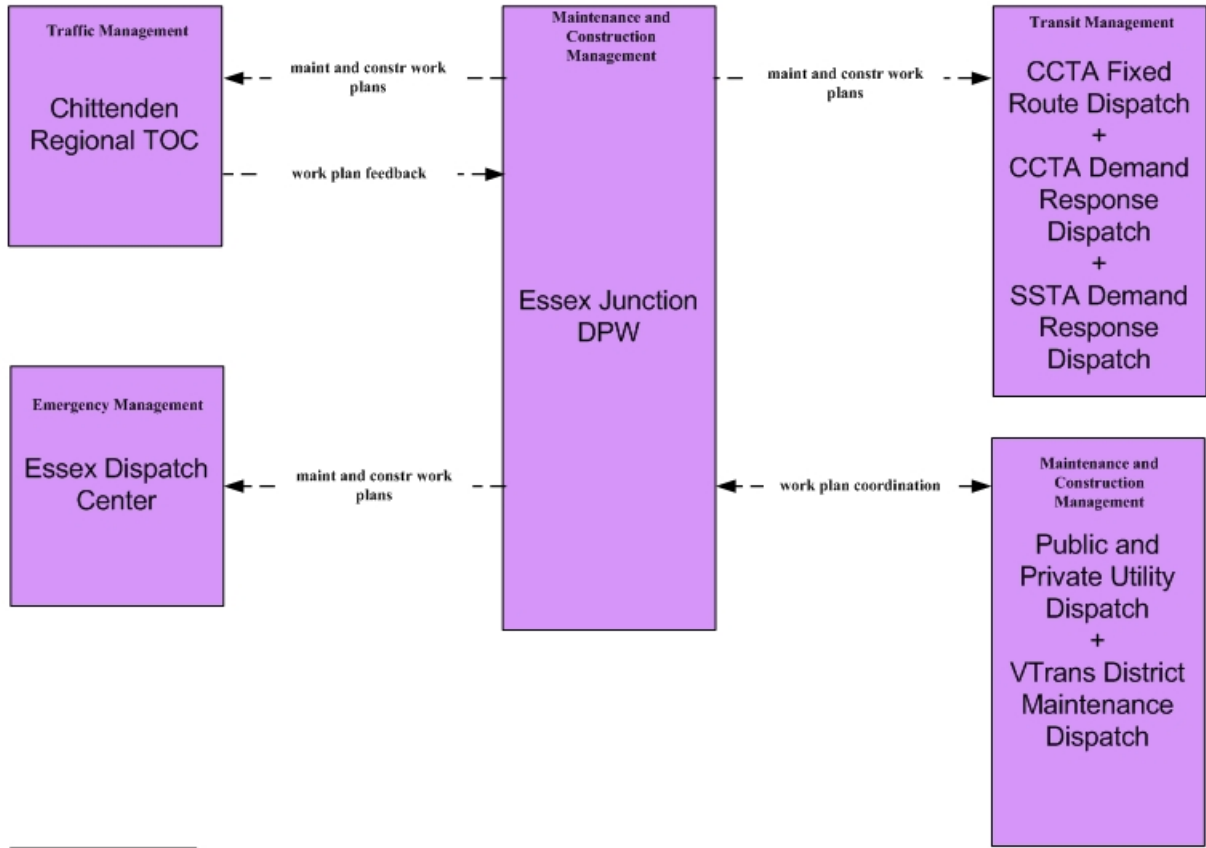 Traffic Management
Chittenden
Regional TOC
maint and constr work
plans
work plan feedback
Emergency Management
Essex Dispatch
Center
maint and constr work
plans
Maintenance and
Construction
Management
Essex Junction
DPW
maint and constr work
plans
work plan coordination
Transit Management
CCTA Fixed
Route Dispatch
+
CCTA Demand
Response
Dispatch
+
SSTA Demand
Response
Dispatch
Maintenance and
Construction
Management
Public and
Private Utility
Dispatch
+
VTrans District
Maintenance
Dispatch